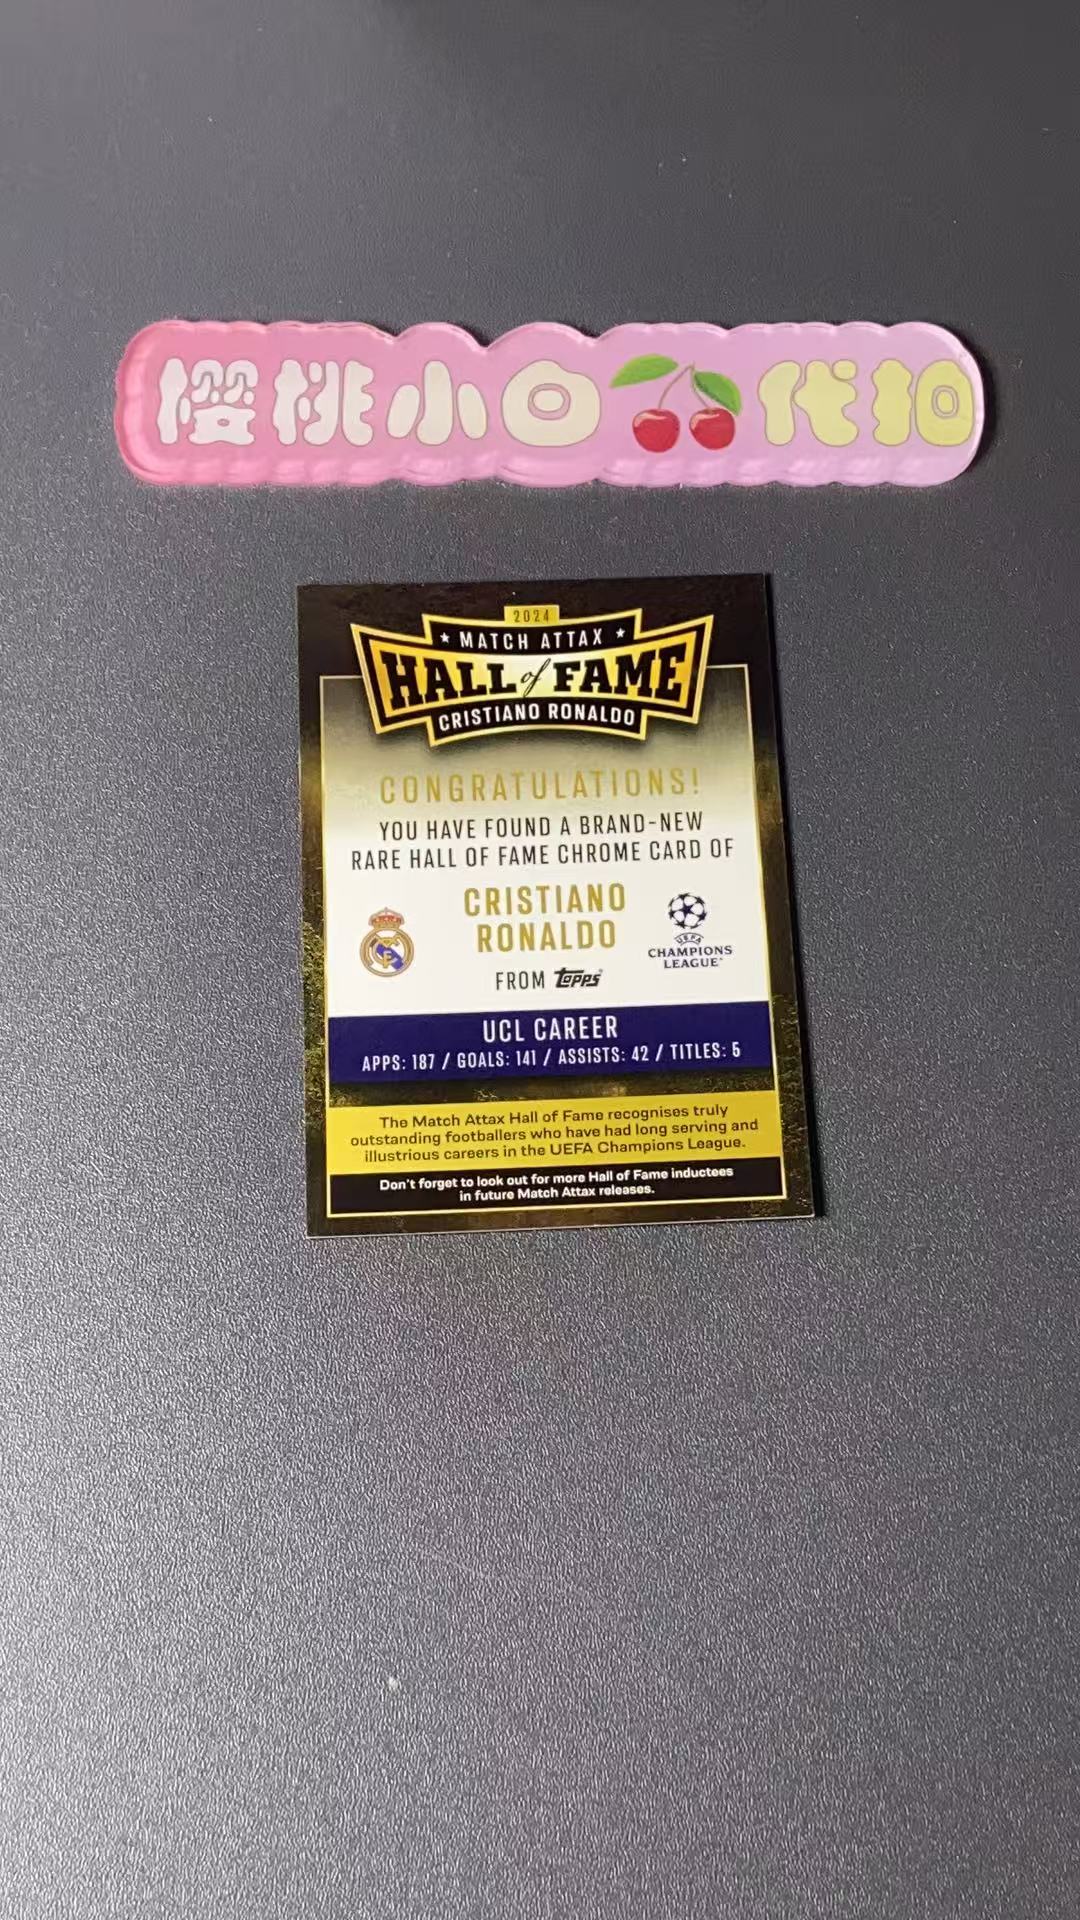 樱桃小口代扣
2024
MATCH ATTAX
HALL of FAME
CRISTIANO RONALDO
CONGRATULATIONS!
YOU HAVE FOUND A BRAND-NEW
RARE HALL OF FAME CHROME CARD OF
CRISTIANO
RONALDO
FROM Topps
UEFA
CHAMPIONS
LEAGUE
UCL CAREER
APPS: 187 / GOALS: 141 / ASSISTS: 42 / TITLES: 5
The Match Attax Hall of Fame recognises truly
outstanding footballers who have had long serving and
illustrious careers in the UEFA Champions League.
Don't forget to look out for more Hall of Fame inductees
in future Match Attax releases.